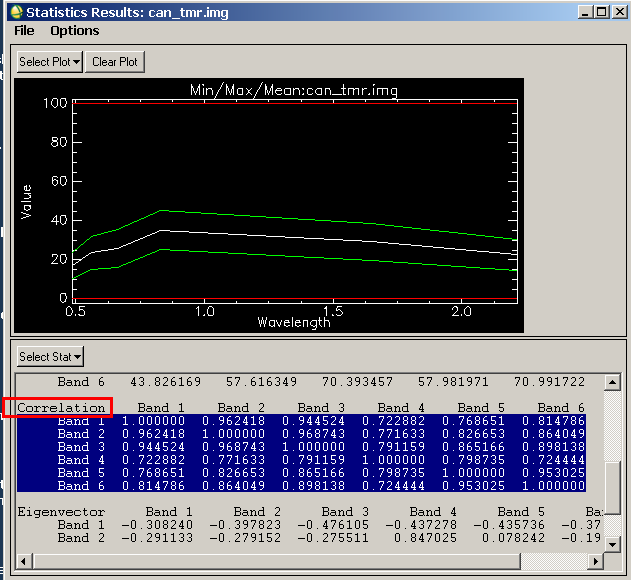 Statistics Results: can_tmr.img
File Options
Select Plot Clear Plot
Min/Max/Mean:can_tmr.img
100
80
60
40
20
0
Value
0.5 1.0 1.5 2.0
Wavelength
Select Stat
Band 6 43.826169 57.616349 70.393457 57.981971 70.991722
Correlation Band 1 Band 2 Band 3 Band 4 Band 5 Band 6
Band 1 1.000000 0.962418 0.944524 0.722882 0.768651 0.814786
Band 2 0.962418 1.000000 0.968743 0.771633 0.826653 0.864049
Band 3 0.944524 0.968743 1.000000 0.791159 0.865166 0.898138
Band 4 0.722882 0.771633 0.791159 1.000000 0.798735 0.724444
Band 5 0.768651 0.826653 0.865166 0.798735 1.000000 0.953025
Band 6 0.814786 0.864049 0.898138 0.724444 0.953025 1.000000
Eigenvector Band 1 Band 2 Band 3 Band 4 Band 5 Ba
Band 1 -0.308240 -0.397823 -0.476105 -0.437278 -0.435736 -0.37
Band 2 -0.291133 -0.279152 -0.275511 0.847025 0.078242 -0.19